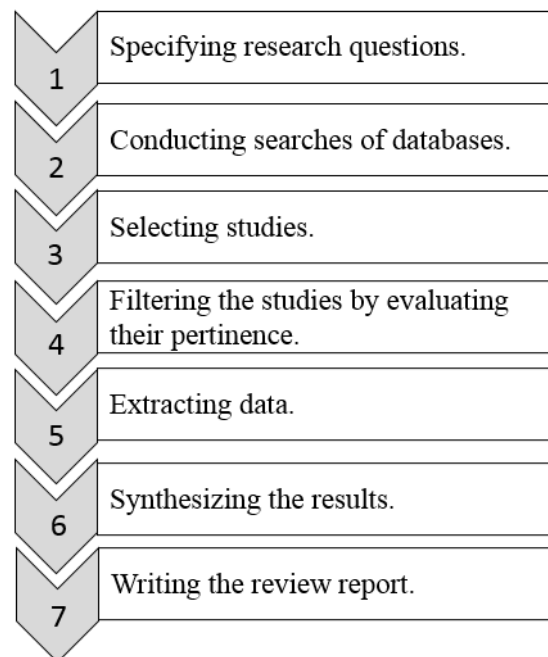 1
Specifying research questions.
2
Conducting searches of databases.
3
Selecting studies.
4
Filtering the studies by evaluating
their pertinence.
5
Extracting data.
6
Synthesizing the results.
7
Writing the review report.